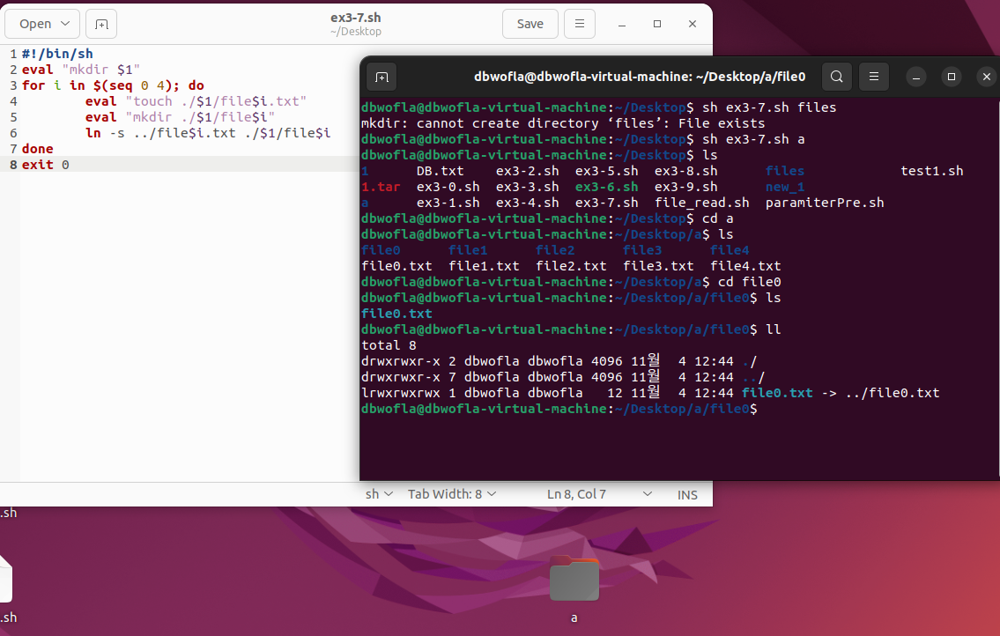 Open
ex3-7.sh
~/Desktop
Save
1 #!/bin/sh
2 eval "mkdir $1"
3 for i in $(seq 0 4); do
4 eval "touch ./$1/file$i.txt"
5 eval "mkdir ./$1/file$i"
6 ln -s ../file$i.txt ./$1/file$i
7 done
8 exit 0
sh
Tab Width: 8
Ln 8, Col 7
INS
dbwofla@dbwofla-virtual-machine: ~/Desktop/a/file0
dbwofla@dbwofla-virtual-machine:~/Desktop$ sh ex3-7.sh files
mkdir: cannot create directory ‘files’: File exists
dbwofla@dbwofla-virtual-machine:~/Desktop$ sh ex3-7.sh a
dbwofla@dbwofla-virtual-machine:~/Desktop$ ls
1 DB.txt ex3-2.sh ex3-5.sh ex3-8.sh files test1.sh
1.tar ex3-0.sh ex3-3.sh ex3-6.sh ex3-9.sh new_1
a ex3-1.sh ex3-4.sh ex3-7.sh file_read.sh paramiterPre.sh
dbwofla@dbwofla-virtual-machine:~/Desktop$ cd a
dbwofla@dbwofla-virtual-machine:~/Desktop/a$ ls
file0 file1 file2 file3 file4
file0.txt file1.txt file2.txt file3.txt file4.txt
dbwofla@dbwofla-virtual-machine:~/Desktop/a$ cd file0
dbwofla@dbwofla-virtual-machine:~/Desktop/a/file0$ ls
file0.txt
dbwofla@dbwofla-virtual-machine:~/Desktop/a/file0$ ll
total 8
drwxrwxr-x 2 dbwofla dbwofla 4096 11월 4 12:44 ./
drwxrwxr-x 7 dbwofla dbwofla 4096 11월 4 12:44 ../
lrwxrwxrwx 1 dbwofla dbwofla 12 11월 4 12:44 file0.txt -> ../file0.txt
dbwofla@dbwofla-virtual-machine:~/Desktop/a/file0$
.sh
.sh
a